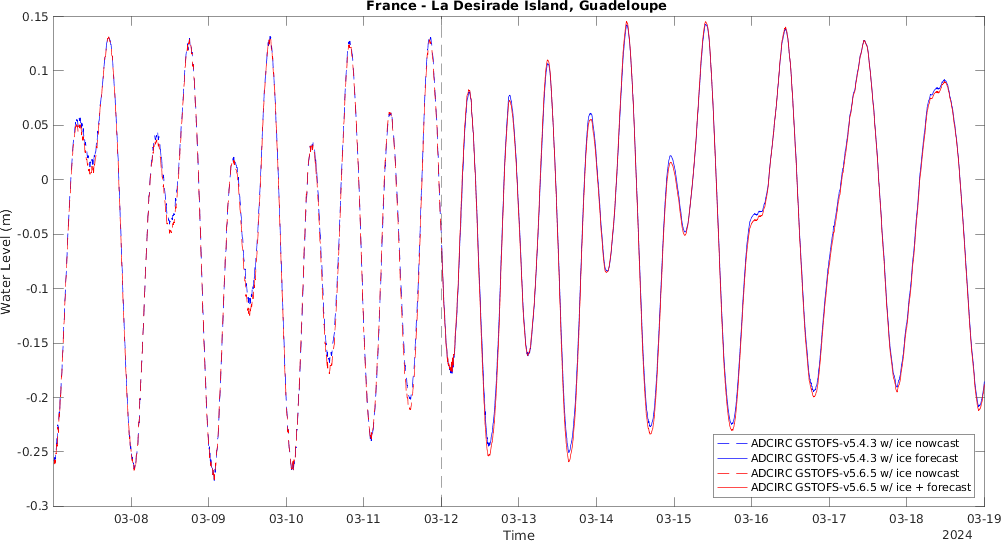 France - La Desirade Island, Guadeloupe
0.15
0.1
0.05
0
-0.05
-0.1
-0.15
-0.2
-0.25
-0.3
Water Level (m)
ADCIRC GSTOFS-v5.4.3 w/ ice nowcast
ADCIRC GSTOFS-v5.4.3 w/ ice forecast
ADCIRC GSTOFS-v5.6.5 w/ ice nowcast
ADCIRC GSTOFS-v5.6.5 w/ ice + forecast
03-08 03-09 03-10 03-11 03-12 03-13 03-14 03-15 03-16 03-17 03-18 03-19
Time
2024